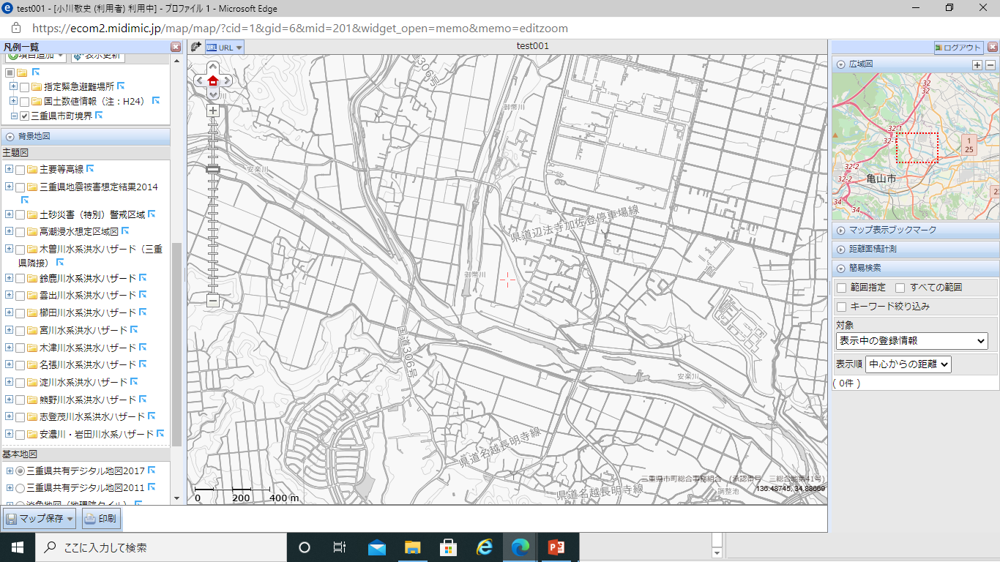 test001 - [小川敬史 (利用者) 利用中] - プロファイル 1 - Microsoft Edge
https://ecom2.midimic.jp/map/map/?cid=1&gid=6&mid=201&widget_open=memo&memo=editzoom
凡例一覧
URL URL
test001
ログアウト
項目追加 表示更新
指定緊急避難場所
国土数値情報（注：H24）
三重県市町境界
背景地図
主題図
主要等高線
三重県地震被害想定結果2014
土砂災害（特別）警戒区域
高潮浸水想定区域図
木曽川水系洪水ハザード（三重
県隣接）
鈴鹿川水系洪水ハザード
雲出川水系洪水ハザード
櫛田川水系洪水ハザード
宮川水系洪水ハザード
木津川水系洪水ハザード
名張川水系洪水ハザード
淀川水系洪水ハザード
熊野川水系洪水ハザード
志登茂川水系洪水ハザード
安濃川・岩田川水系ハザード
基本地図
三重県共有デジタル地図2017
三重県共有デジタル地図2011
淡色地図（地理院タイル）
マップ保存 印刷
306号
御幣川
安楽川
県道辺法寺加佐登停車場線
御幣川
国道306号
安楽川
県道名越長明寺線
県道名越長明寺線
調整池
三重県市町総合事務組合 （承認番号 三総合地第41号）
136.48745, 34.88669
0 200 400 m
広域図
32
32
32-1
32-1
1
25
32-2
32-2
亀山市
34
34
マップ表示ブックマーク
距離面積計測
簡易検索
範囲指定 すべての範囲
キーワード絞り込み
対象
表示中の登録情報
表示順 中心からの距離
( 0件 )
ここに入力して検索